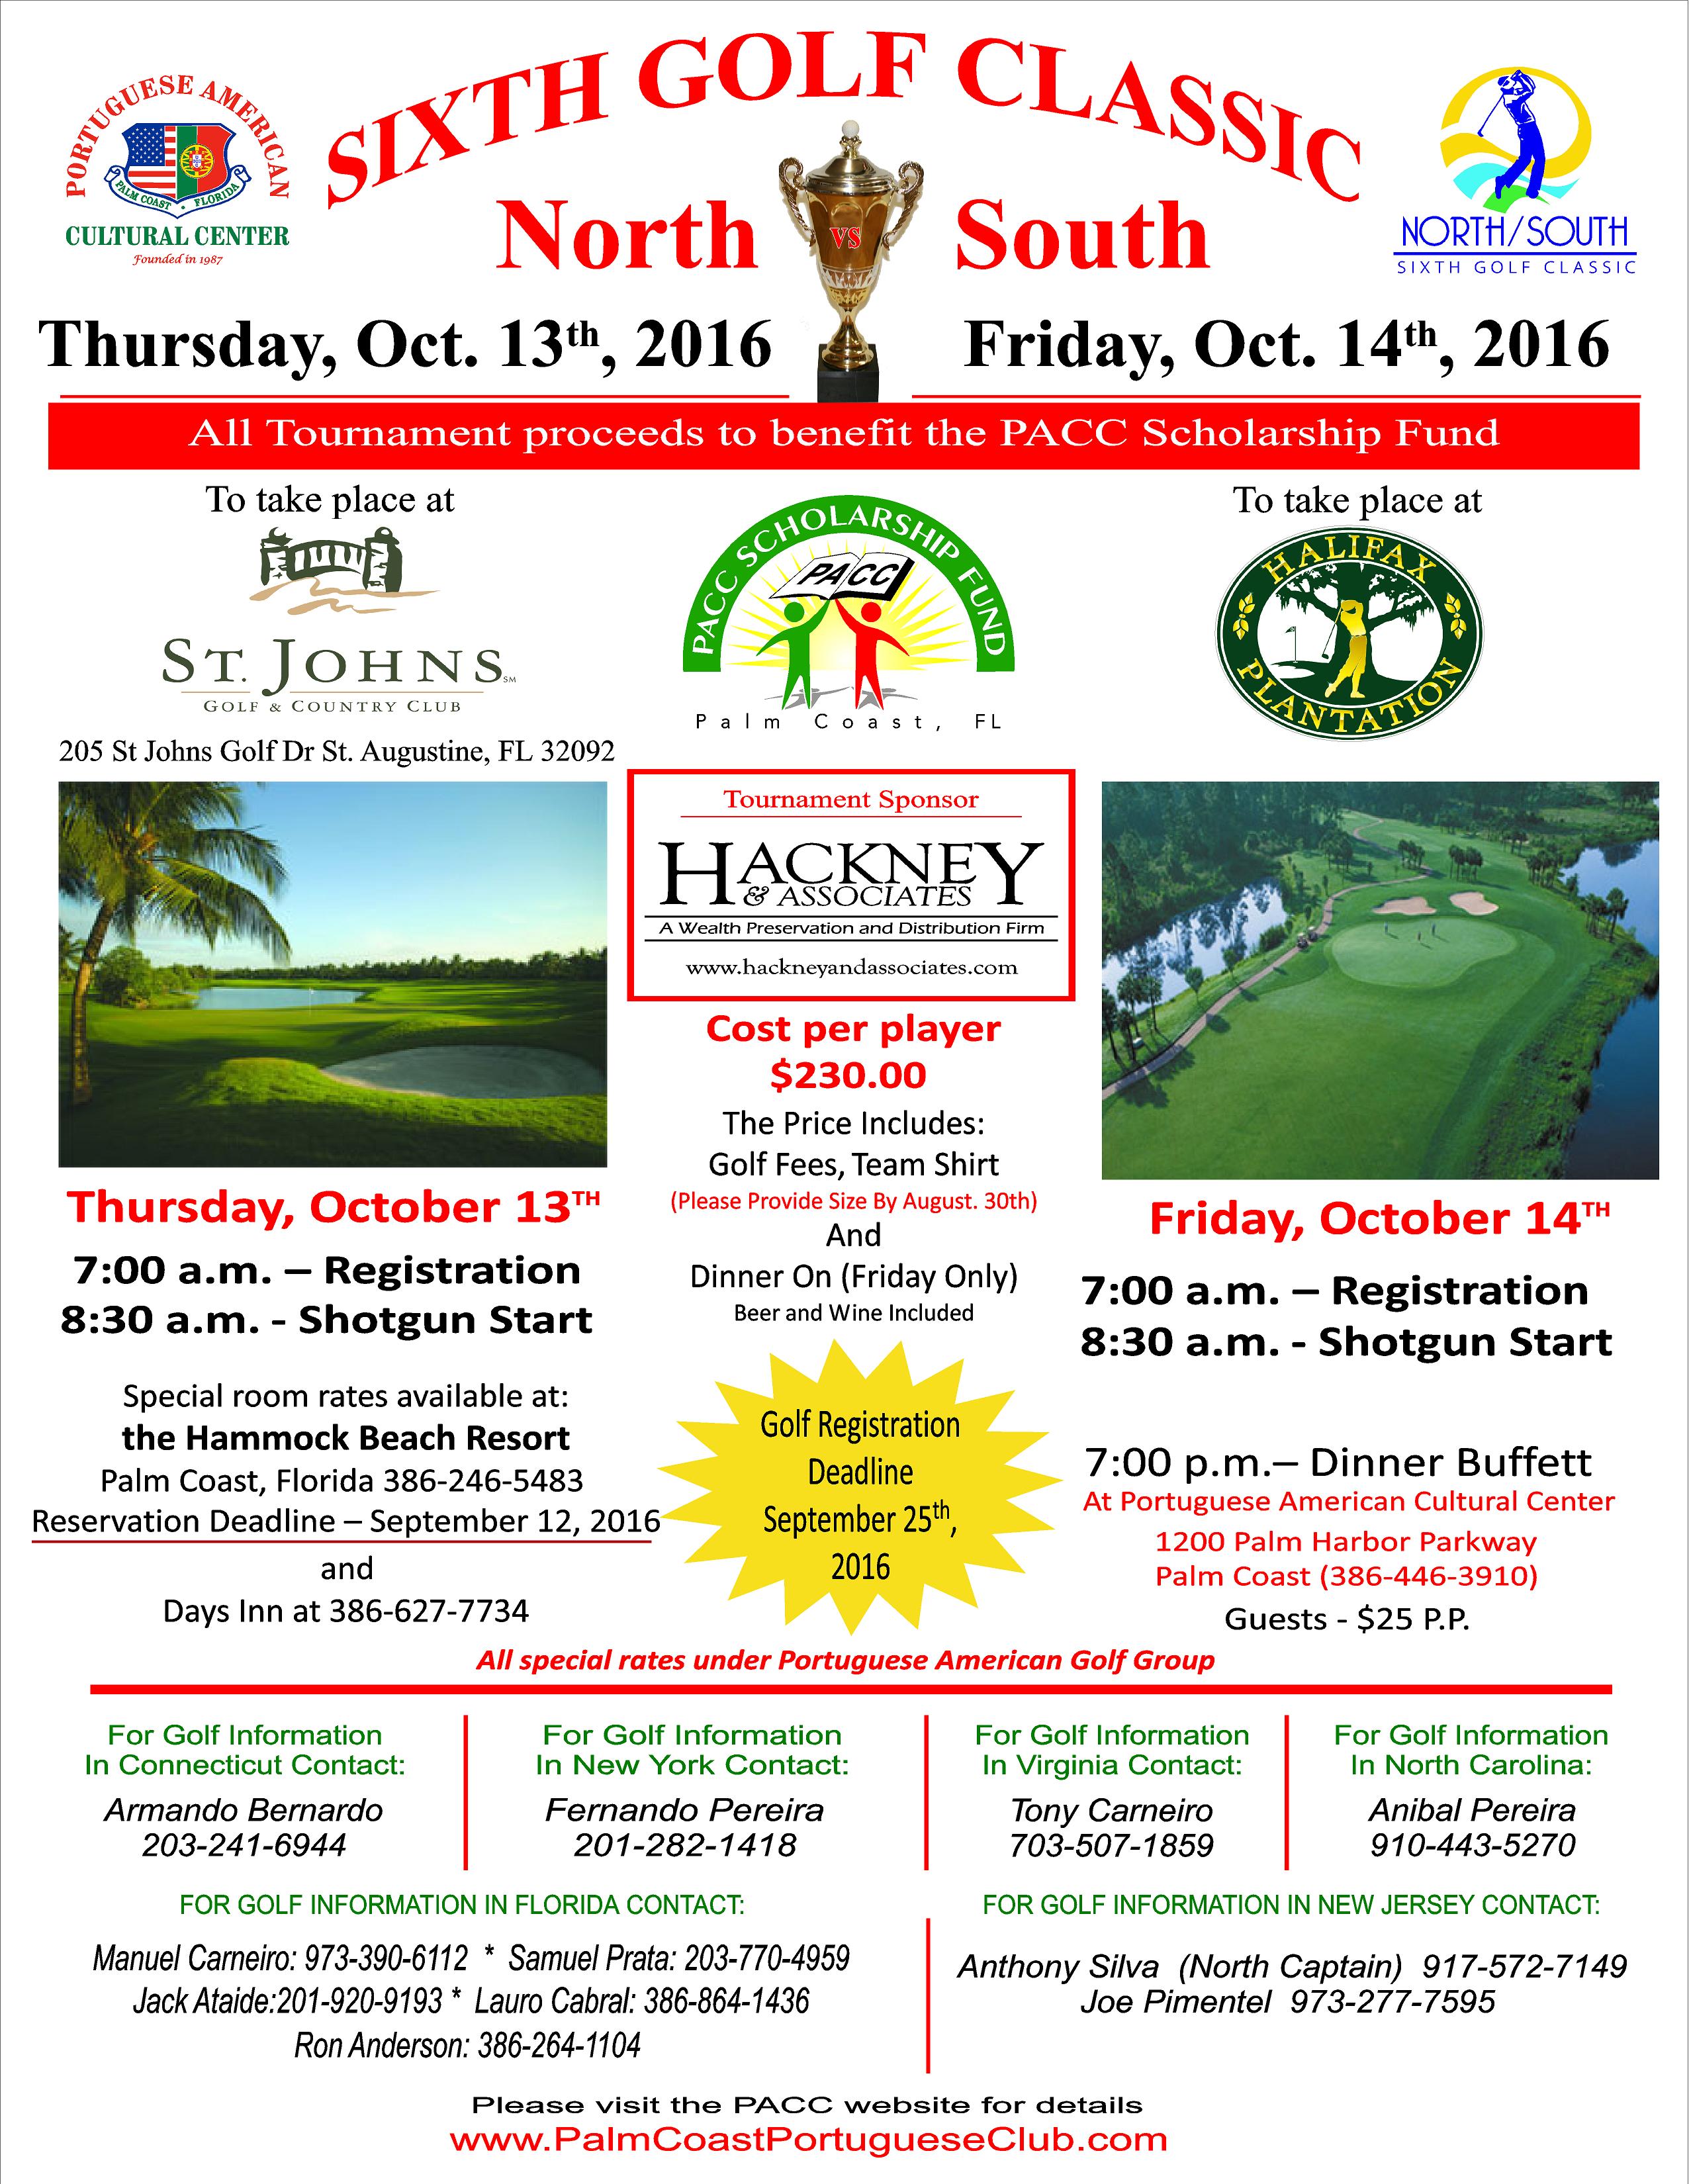 SIXTH GOLF CLASSIC
PORTUGUESE AMERICAN
PALM COAST • FLORIDA
CULTURAL CENTER
Founded in 1987
North VS South
NORTH/SOUTH
SIXTH GOLF CLASSIC
Thursday, Oct. 13th, 2016
Friday, Oct. 14th, 2016
All Tournament proceeds to benefit the PACC Scholarship Fund
To take place at
ST. JOHNS SM
GOLF & COUNTRY CLUB
205 St Johns Golf Dr St. Augustine, FL 32092
PACC SCHOLARSHIP FUND
PACC
Palm Coast, FL
To take place at
HALIFAX
PLANTATION
Tournament Sponsor
HACKNEY
& ASSOCIATES
A Wealth Preservation and Distribution Firm
www.hackneyandassociates.com
Cost per player
$230.00
The Price Includes:
Golf Fees, Team Shirt
(Please Provide Size By August. 30th)
And
Dinner On (Friday Only)
Beer and Wine Included
Thursday, October 13TH
7:00 a.m. – Registration
8:30 a.m. - Shotgun Start
Special room rates available at:
the Hammock Beach Resort
Palm Coast, Florida 386-246-5483
Reservation Deadline – September 12, 2016
and
Days Inn at 386-627-7734
Golf Registration
Deadline
September 25th,
2016
Friday, October 14TH
7:00 a.m. – Registration
8:30 a.m. - Shotgun Start
7:00 p.m.– Dinner Buffett
At Portuguese American Cultural Center
1200 Palm Harbor Parkway
Palm Coast (386-446-3910)
Guests - $25 P.P.
All special rates under Portuguese American Golf Group
For Golf Information
In Connecticut Contact:
Armando Bernardo
203-241-6944
For Golf Information
In New York Contact:
Fernando Pereira
201-282-1418
For Golf Information
In Virginia Contact:
Tony Carneiro
703-507-1859
For Golf Information
In North Carolina:
Anibal Pereira
910-443-5270
FOR GOLF INFORMATION IN FLORIDA CONTACT:
Manuel Carneiro: 973-390-6112 * Samuel Prata: 203-770-4959
Jack Ataide:201-920-9193 * Lauro Cabral: 386-864-1436
Ron Anderson: 386-264-1104
FOR GOLF INFORMATION IN NEW JERSEY CONTACT:
Anthony Silva (North Captain) 917-572-7149
Joe Pimentel 973-277-7595
Please visit the PACC website for details
www.PalmCoastPortugueseClub.com